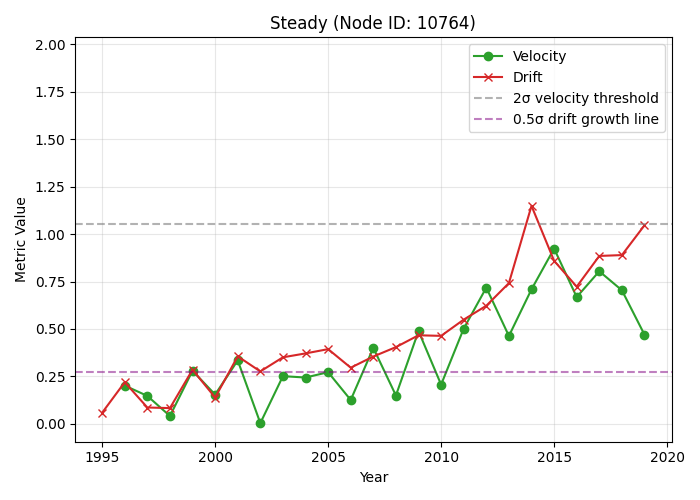 Steady (Node ID: 10764)
Velocity
Drift
2σ velocity threshold
0.5σ drift growth line
Metric Value
2.00
1.75
1.50
1.25
1.00
0.75
0.50
0.25
0.00
1995
2000
2005
2010
2015
2020
Year